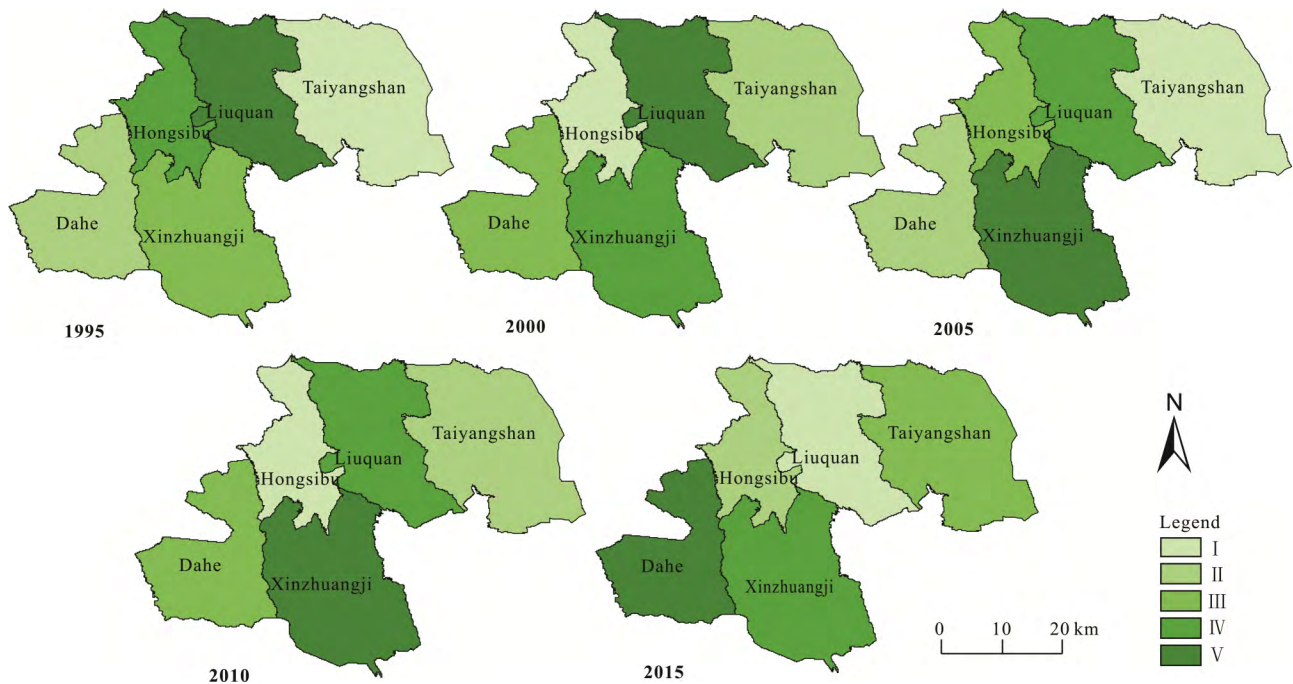 Taiyangshan
Liuquan
Hongsibu
Dahe
Xinzhuangji
1995
Taiyangshan
Liuquan
Hongsibu
Dahe
Xinzhuangji
2000
Taiyangshan
Liuquan
Hongsibu
Dahe
Xinzhuangji
2005
Taiyangshan
Liuquan
Hongsibu
Dahe
Xinzhuangji
2010
Taiyangshan
Liuquan
Hongsibu
Dahe
Xinzhuangji
2015
N
Legend
I
II
III
IV
V
0 10 20 km